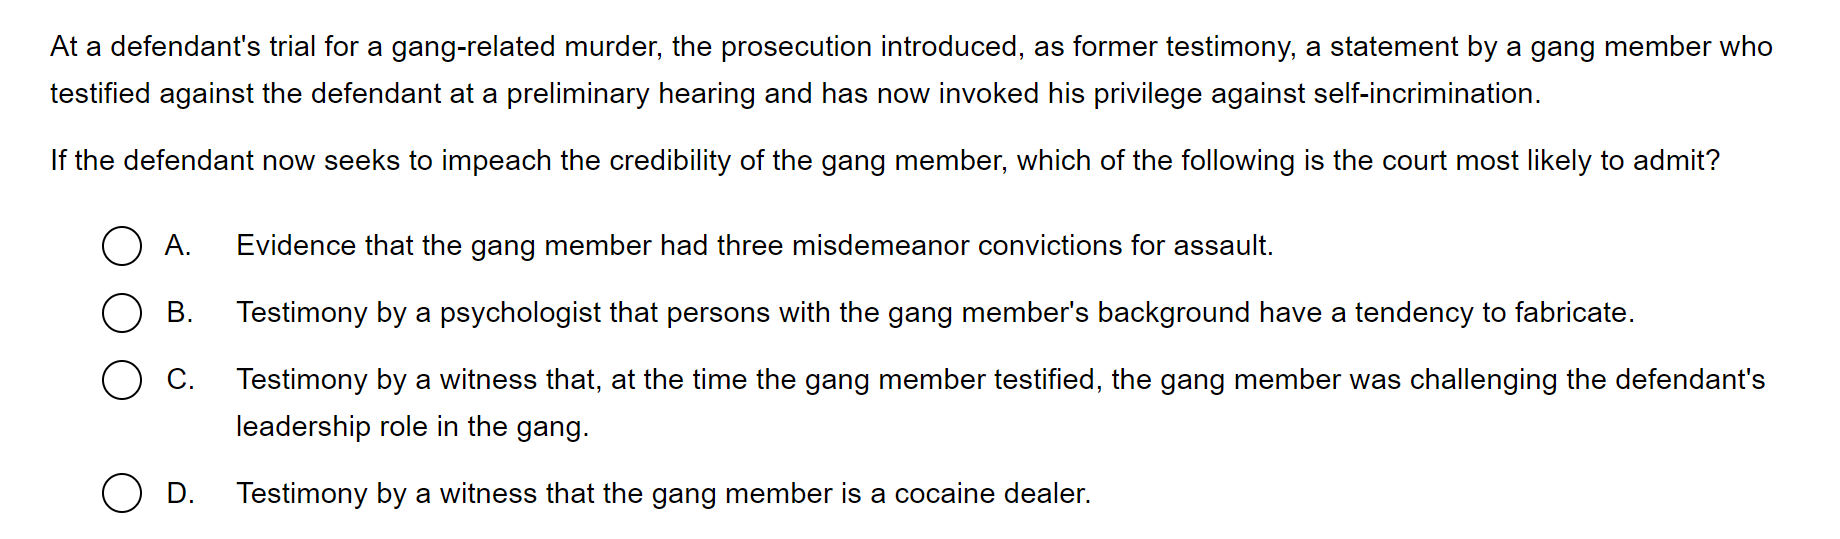 At a defendant's trial for a gang-related murder, the prosecution introduced, as former testimony, a statement by a gang member who
testified against the defendant at a preliminary hearing and has now invoked his privilege against self-incrimination.
If the defendant now seeks to impeach the credibility of the gang member, which of the following is the court most likely to admit?
A. Evidence that the gang member had three misdemeanor convictions for assault.
B. Testimony by a psychologist that persons with the gang member's background have a tendency to fabricate.
C. Testimony by a witness that, at the time the gang member testified, the gang member was challenging the defendant's
leadership role in the gang.
D. Testimony by a witness that the gang member is a cocaine dealer.